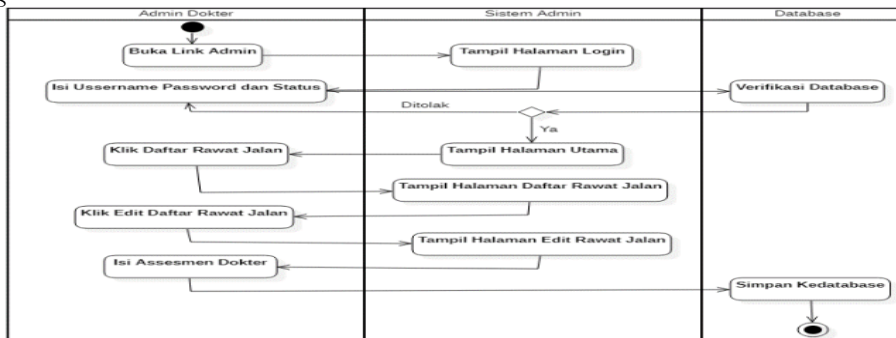 s
Admin Dokter
Sistem Admin
Database
Buka Link Admin
Tampil Halaman Login
Isi Ussername Password dan Status
Verifikasi Database
Ditolak
Ya
Klik Daftar Rawat Jalan
Tampil Halaman Utama
Tampil Halaman Daftar Rawat Jalan
Klik Edit Daftar Rawat Jalan
Tampil Halaman Edit Rawat Jalan
Isi Assesmen Dokter
Simpan Kedatabase